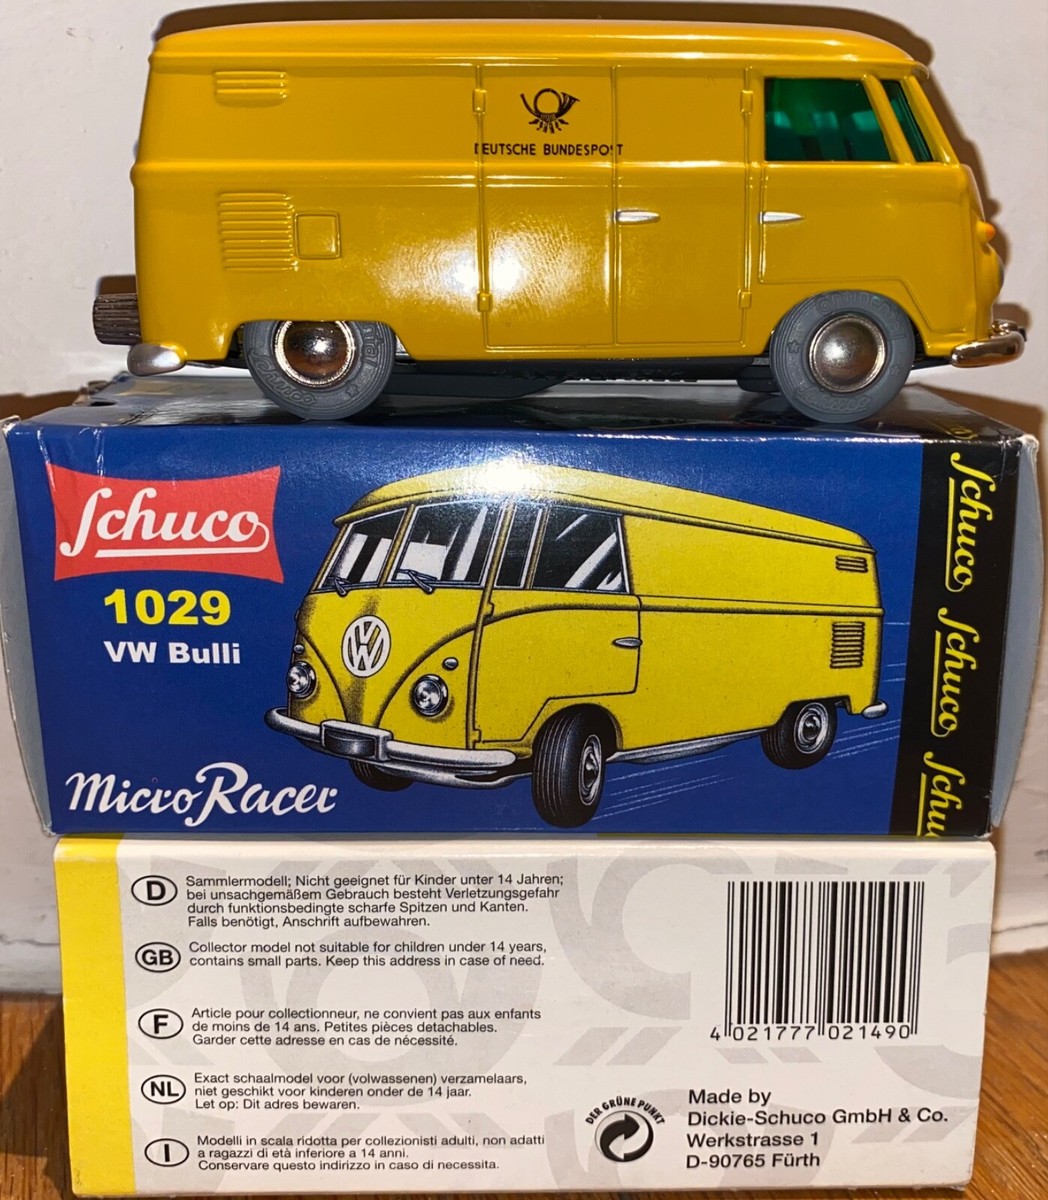 DEUTSCHE BUNDESPOST
Schuco
1029
VW Bulli
Micro Racer
Schuco Schuco Schu
D
Sammlermodell; Nicht geeignet für Kinder unter 14 Jahren;
bei unsachgemäßem Gebrauch besteht Verletzungsgefahr
durch funktionsbedingte scharfe Spitzen und Kanten.
Falls benötigt, Anschrift aufbewahren.
GB
Collector model not suitable for children under 14 years,
contains small parts. Keep this address in case of need.
F
Article pour collectionneur, ne convient pas aux enfants
de moins de 14 ans. Petites pièces detachables.
Garder cette adresse en cas de nécessité.
NL
Exact schaalmodel voor (volwassenen) verzamelaars,
niet geschikt voor kinderen onder de 14 jaar.
Let op: Dit adres bewaren.
I
Modelli in scala ridotta per collezionisti adulti, non adatti
a ragazzi di età inferiore a 14 anni.
Conservare questo indirizzo in caso di necessita.
4 021777 021490
DER GRÜNE PUNKT
Made by
Dickie-Schuco GmbH & Co.
Werkstrasse 1
D-90765 Fürth